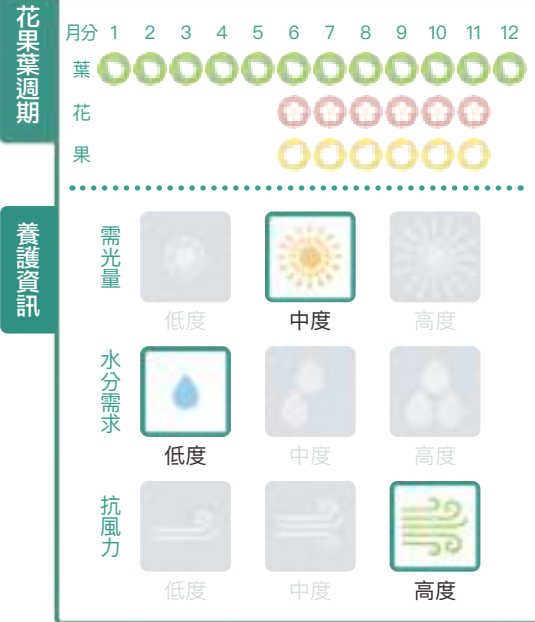 花果葉週期
月分 1 2 3 4 5 6 7 8 9 10 11 12
葉
花
果
養護資訊
需光量
低度 中度 高度
水分需求
低度 中度 高度
抗風力
低度 中度 高度